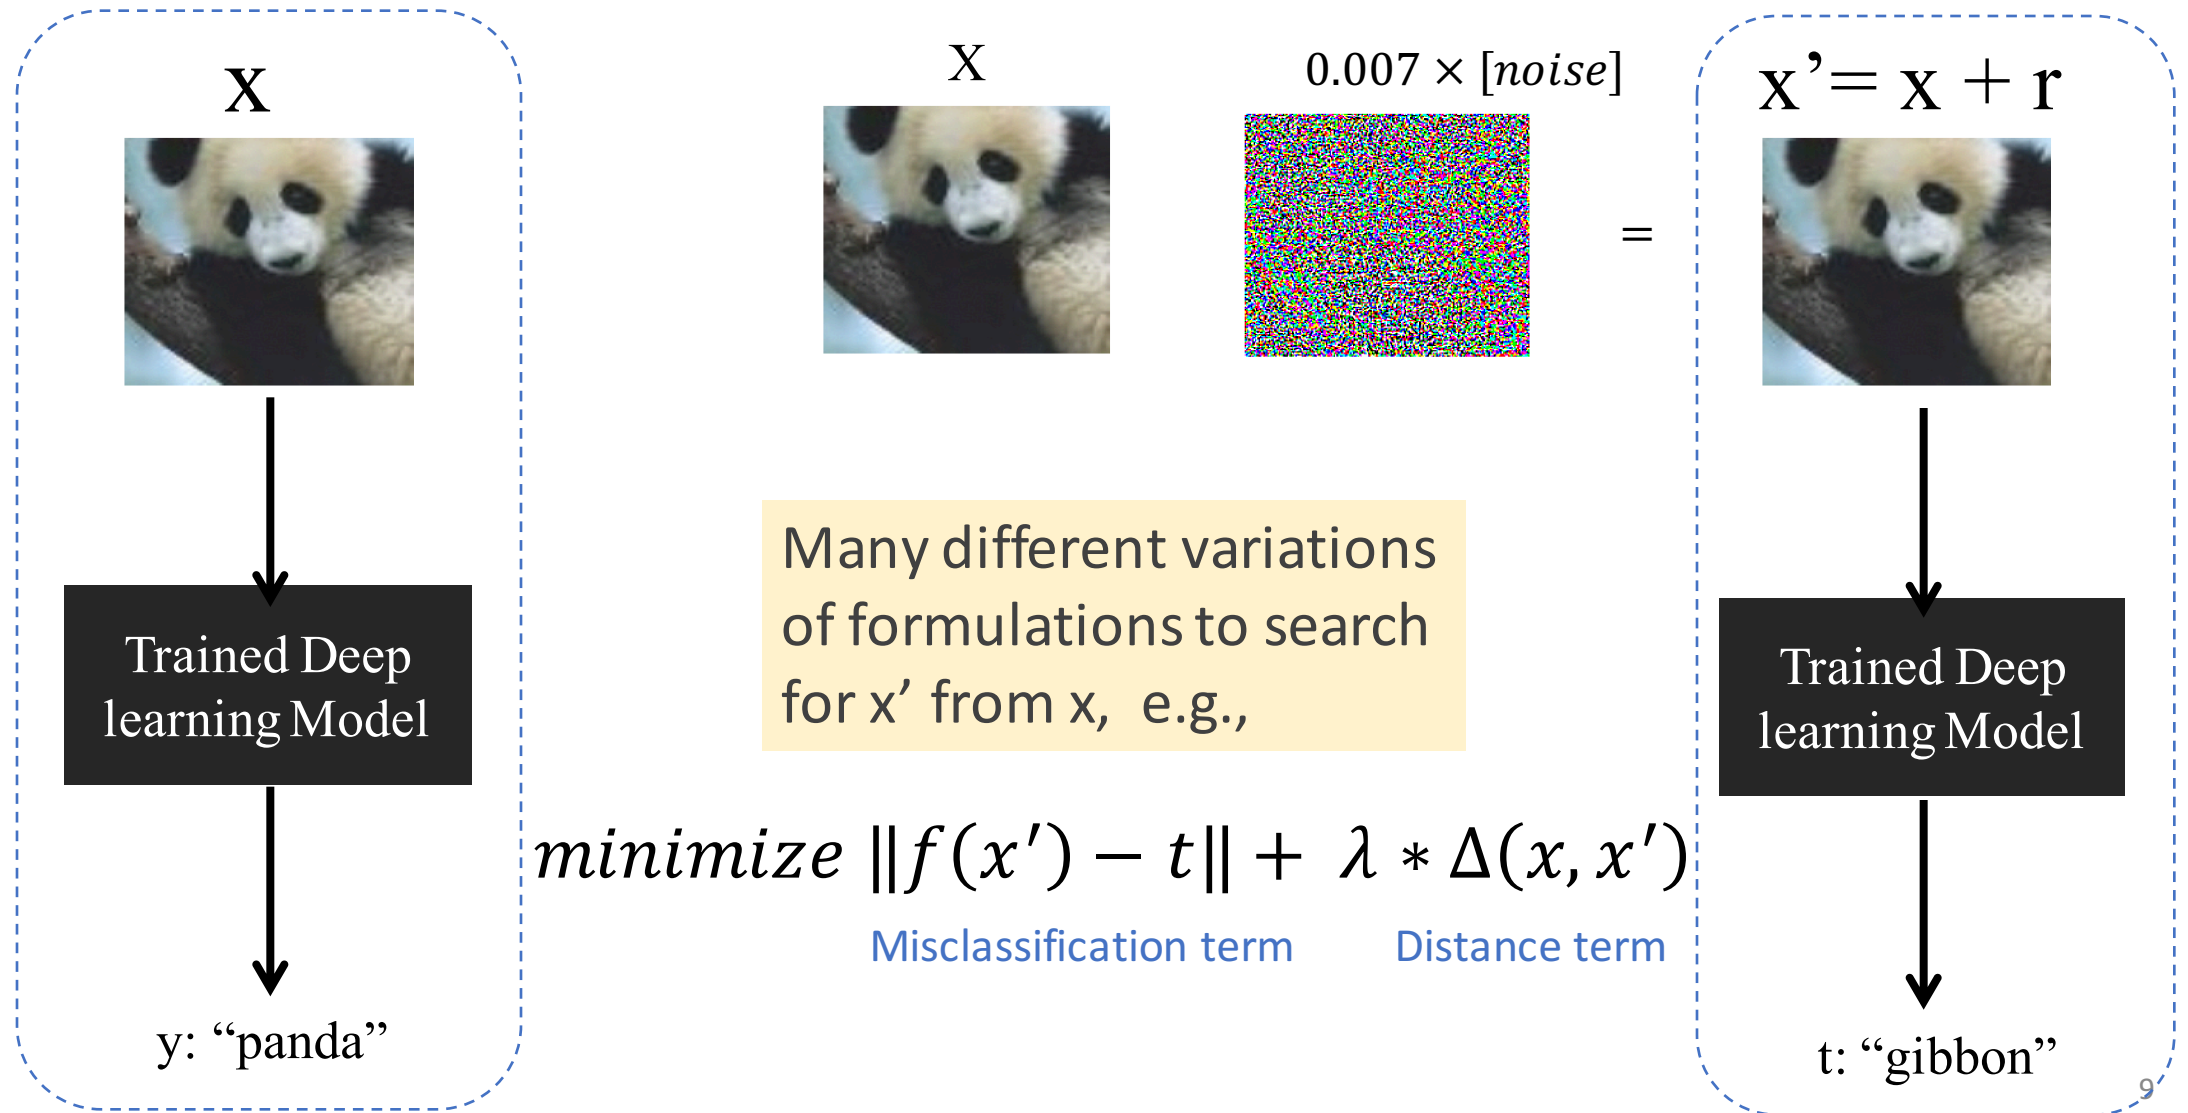 x
Trained Deep
learning Model
y: “panda”
x
0.007 × [noise]
=
Many different variations
of formulations to search
for x’ from x, e.g.,
minimize ‖f(x′) − t‖ + λ ∗ Δ(x, x′)
Misclassification term Distance term
x’= x + r
Trained Deep
learning Model
t: “gibbon”
9